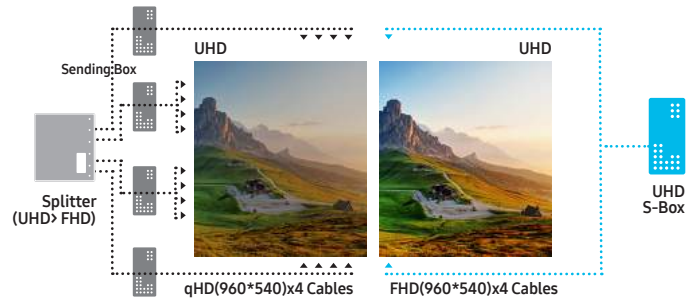 UHD
UHD
Sending Box
Splitter
(UHD> FHD)
UHD
S-Box
qHD(960*540)x4 Cables
FHD(960*540)x4 Cables